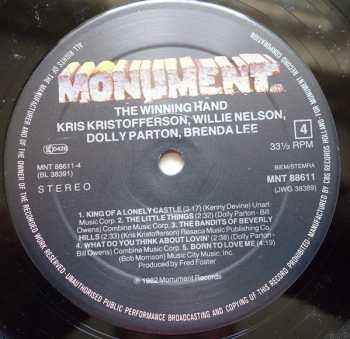 MONUMENT
THE WINNING HAND
KRIS KRISTOFFERSON, WILLIE NELSON,
DOLLY PARTON, BRENDA LEE
4
33⅓ RPM
MNT 88611-4
(BL 38391)
STEREO
BIEM/STEMRA
MNT 88611
(JWG 38389)
1. KING OF A LONELY CASTLE (3:17) (Kenny Devine) Unart
Music Corp. 2. THE LITTLE THINGS (2:38) (Dolly Parton - Bill
Owens) Combine Music Corp. 3. THE BANDITS OF BEVERLY
HILLS (2:33) (Kris Kristofferson) Resaca Music Publishing Co.
4. WHAT DO YOU THINK ABOUT LOVIN' (2:36) (Dolly Parton -
Bill Owens) Combine Music Corp. 5. BORN TO LOVE ME (4:19)
(Bob Morrison) Music City Music, Inc.
Produced by: Fred Foster
℗ 1982 Monument Records
ALL RIGHTS OF THE MANUFACTURER AND OF THE OWNER OF THE RECORDED WORK RESERVED - UNAUTHORISED PUBLIC PERFORMANCE BROADCASTING AND COPYING OF THIS RECORD PROHIBITED - MANUFACTURED BY CBS RECORDS